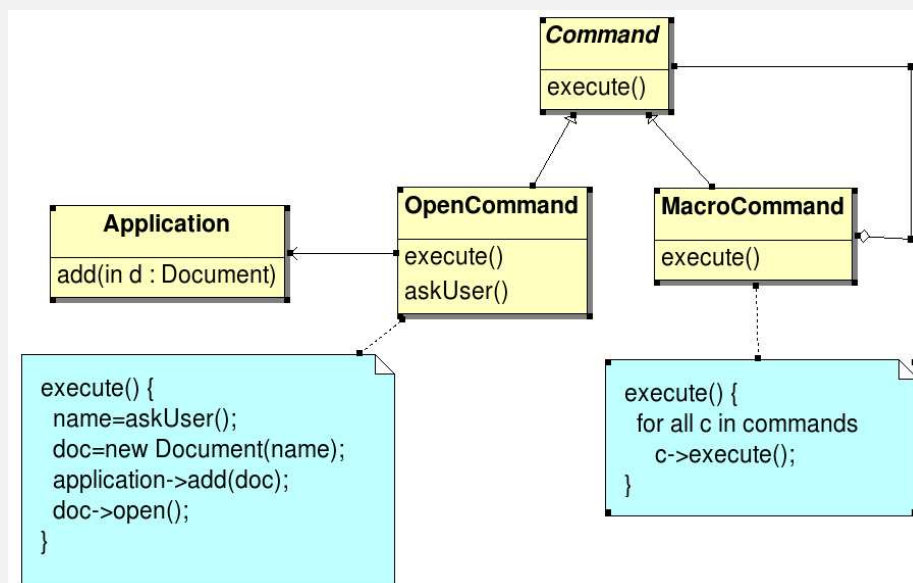 Command
execute()
Application
add(in d : Document)
OpenCommand
execute()
askUser()
MacroCommand
execute()
execute() {
name=askUser();
doc=new Document(name);
application->add(doc);
doc->open();
}
execute() {
for all c in commands
c->execute();
}